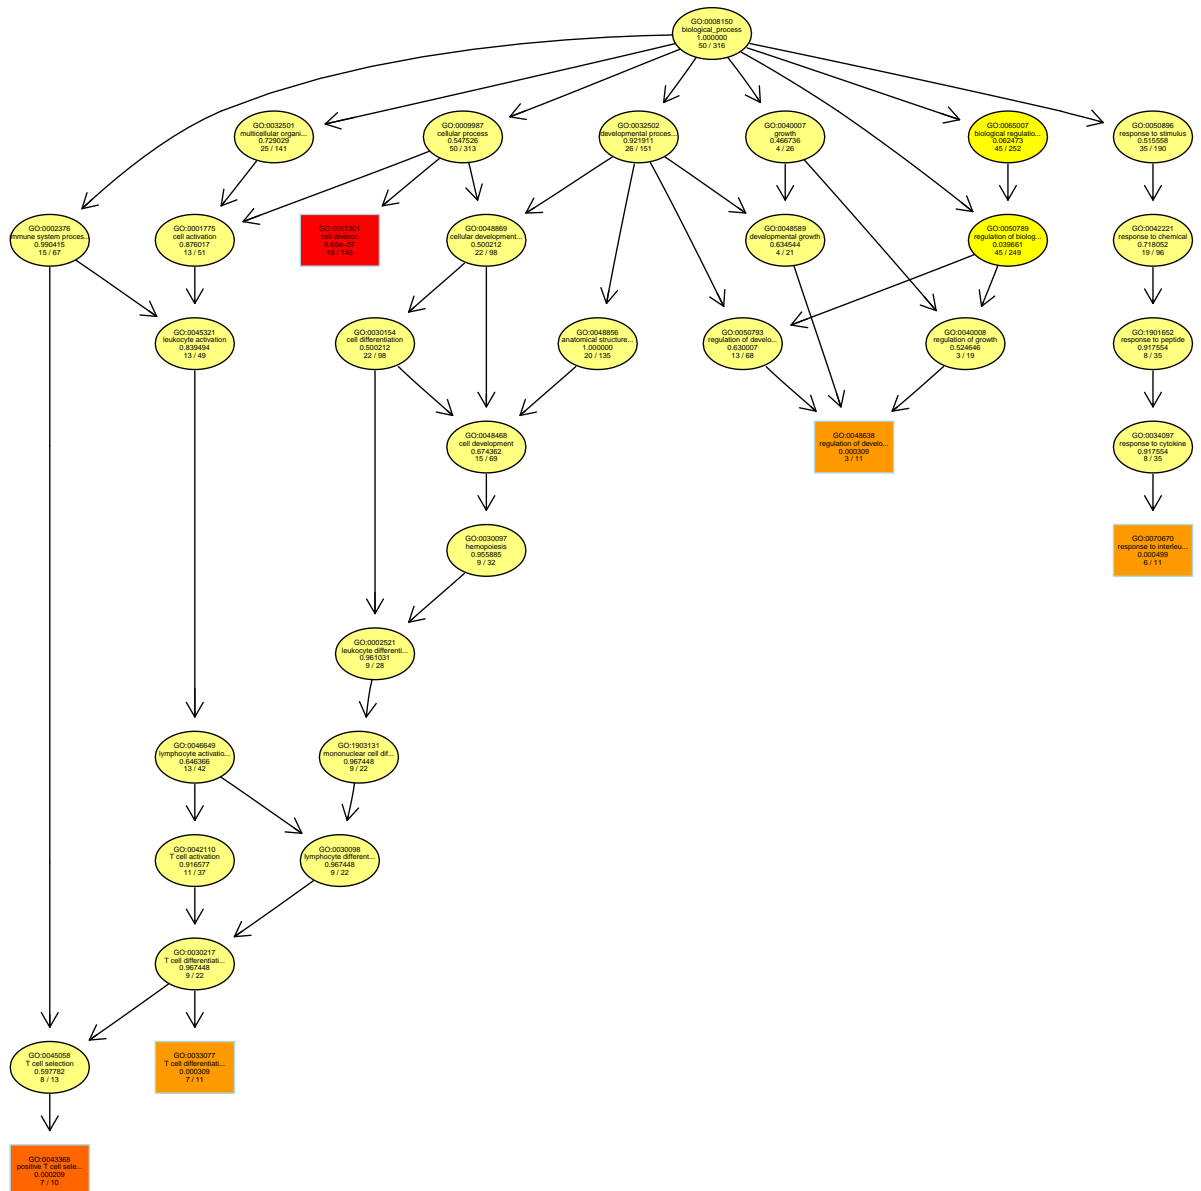 GO:0008150
biological_process
1.000000
50 / 316
GO:0032501
multicellular organi...
0.729029
25 / 141
GO:0009987
cellular process
0.547526
50 / 313
GO:0032502
developmental proces...
0.921911
26 / 151
GO:0040007
growth
0.466736
4 / 26
GO:0065007
biological regulatio...
0.062473
45 / 252
GO:0050896
response to stimulus
0.515558
35 / 190
GO:0002376
immune system proces...
0.990415
15 / 67
GO:0001775
cell activation
0.876017
13 / 51
GO:0051301
cell division
6.65e-07
16 / 148
GO:0048869
cellular development...
0.500212
22 / 98
GO:0048589
developmental growth
0.634544
4 / 21
GO:0050789
regulation of biolog...
0.039661
45 / 249
GO:0042221
response to chemical
0.718052
19 / 96
GO:0045321
leukocyte activation
0.839494
13 / 49
GO:0030154
cell differentiation
0.500212
22 / 98
GO:0048856
anatomical structure...
1.000000
20 / 135
GO:0050793
regulation of develo...
0.630007
13 / 68
GO:0040008
regulation of growth
0.524646
3 / 19
GO:1901652
response to peptide
0.917554
8 / 35
GO:0048468
cell development
0.674362
15 / 69
GO:0048638
regulation of develo...
0.000309
3 / 11
GO:0034097
response to cytokine
0.917554
8 / 35
GO:0030097
hemopoiesis
0.955885
9 / 32
GO:0070670
response to interleu...
0.000499
6 / 11
GO:0002521
leukocyte differenti...
0.961031
9 / 28
GO:0046649
lymphocyte activatio...
0.646366
13 / 42
GO:1903131
mononuclear cell dif...
0.967448
9 / 22
GO:0042110
T cell activation
0.916577
11 / 37
GO:0030098
lymphocyte different...
0.967448
9 / 22
GO:0030217
T cell differentiati...
0.967448
9 / 22
GO:0045058
T cell selection
0.597782
8 / 13
GO:0033077
T cell differentiati...
0.000309
7 / 11
GO:0043368
positive T cell sele...
0.000209
7 / 10